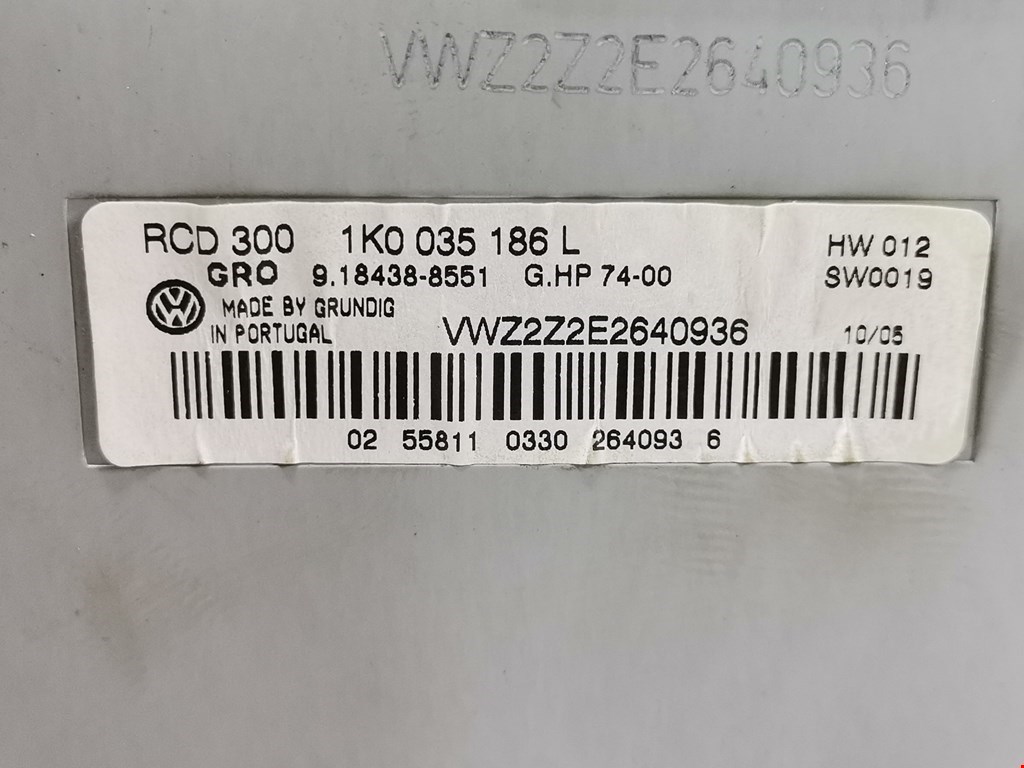 VWZ2Z2E2640936
RCD 300 1K0 035 186 L HW 012
GRO 9.18438-8551 G.HP 74-00 SW0019
MADE BY GRUNDIG
IN PORTUGAL VWZ2Z2E2640936 10/05
02 55811 0330 264093 6